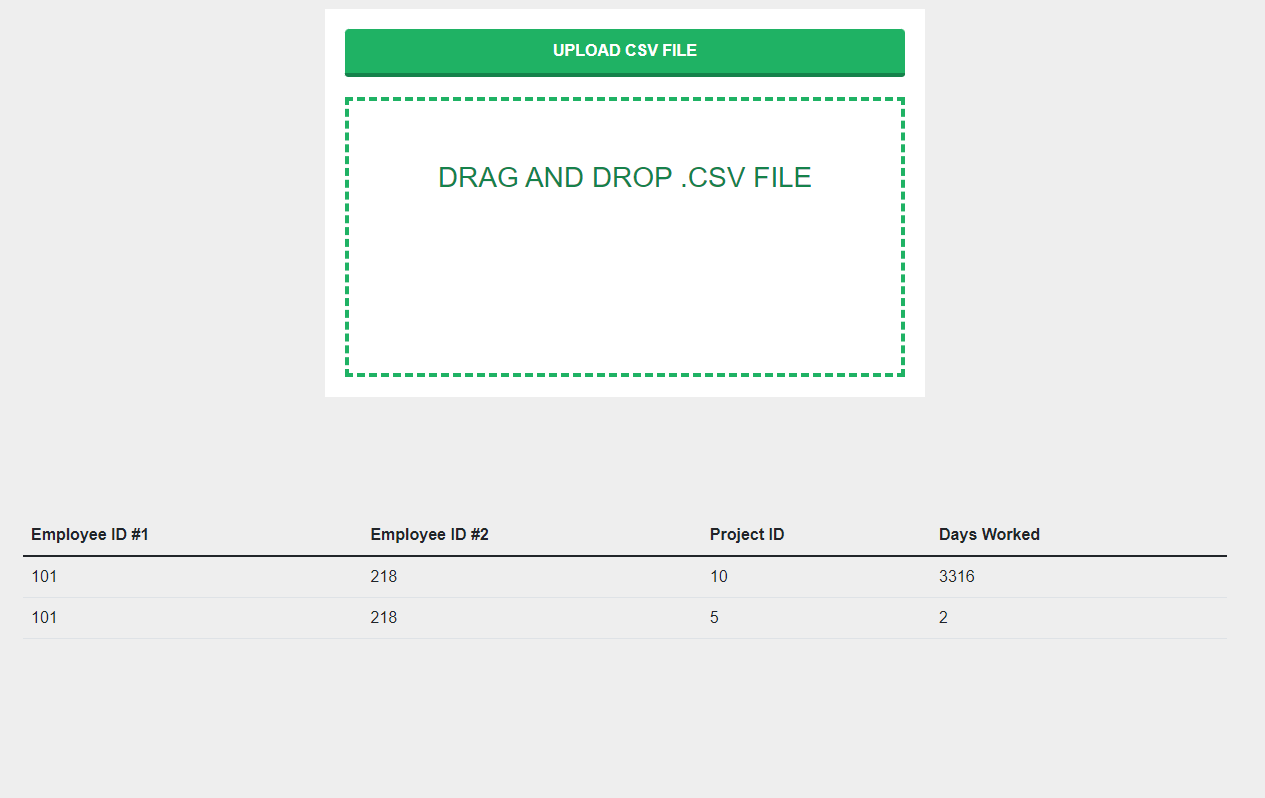 UPLOAD CSV FILE
DRAG AND DROP .CSV FILE
Employee ID #1 Employee ID #2 Project ID Days Worked
101 218 10 3316
101 218 5 2